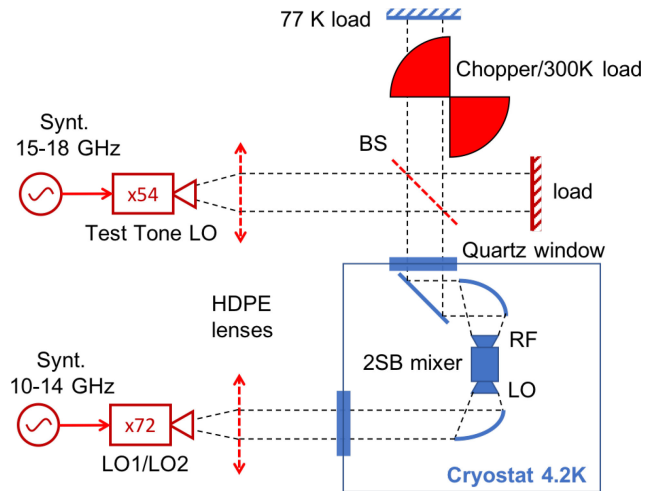 77 K load
Chopper/300K load
Synt.
15-18 GHz
BS
x54
load
Test Tone LO
Quartz window
HDPE
lenses
RF
2SB mixer
LO
Synt.
10-14 GHz
x72
LO1/LO2
Cryostat 4.2K